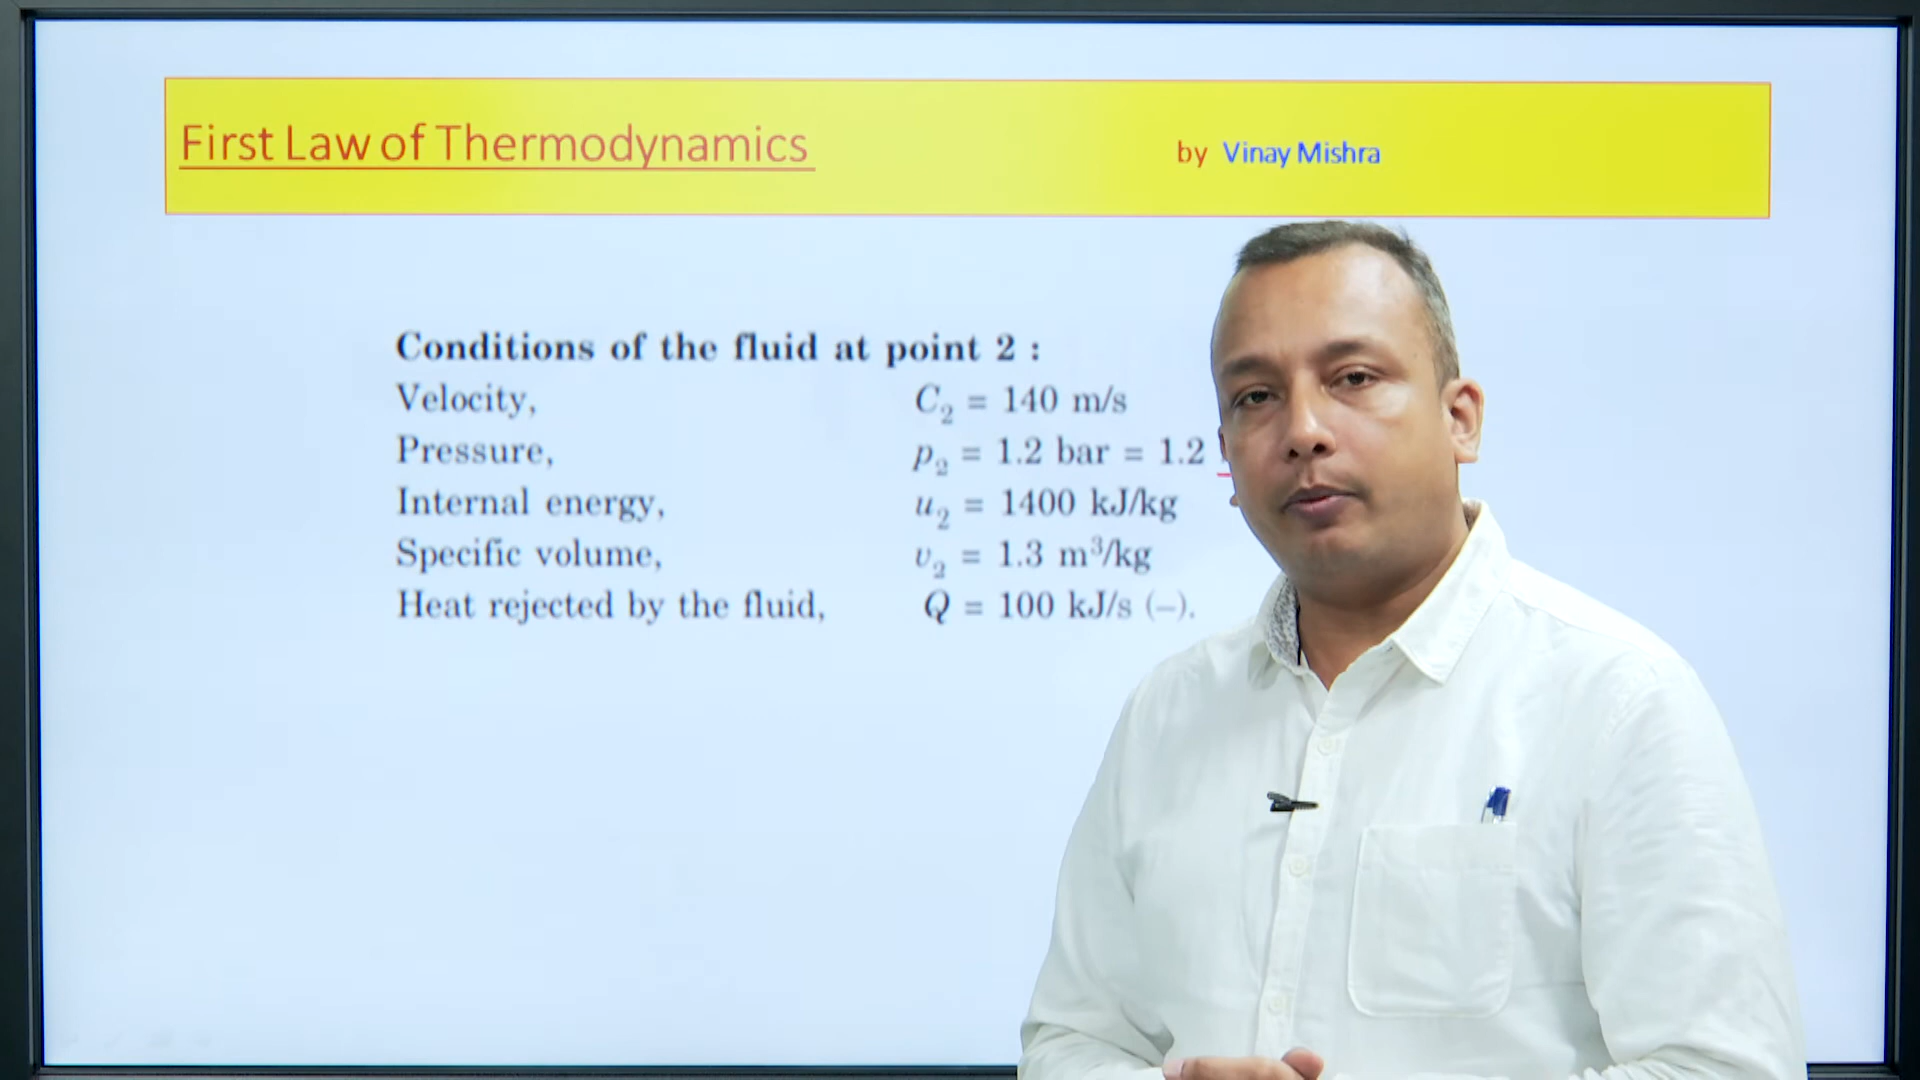 First Law of Thermodynamics by Vinay Mishra
Conditions of the fluid at point 2 :
Velocity, C₂ = 140 m/s
Pressure, p₂ = 1.2 bar = 1.2
Internal energy, u₂ = 1400 kJ/kg
Specific volume, v₂ = 1.3 m³/kg
Heat rejected by the fluid, Q = 100 kJ/s (–).